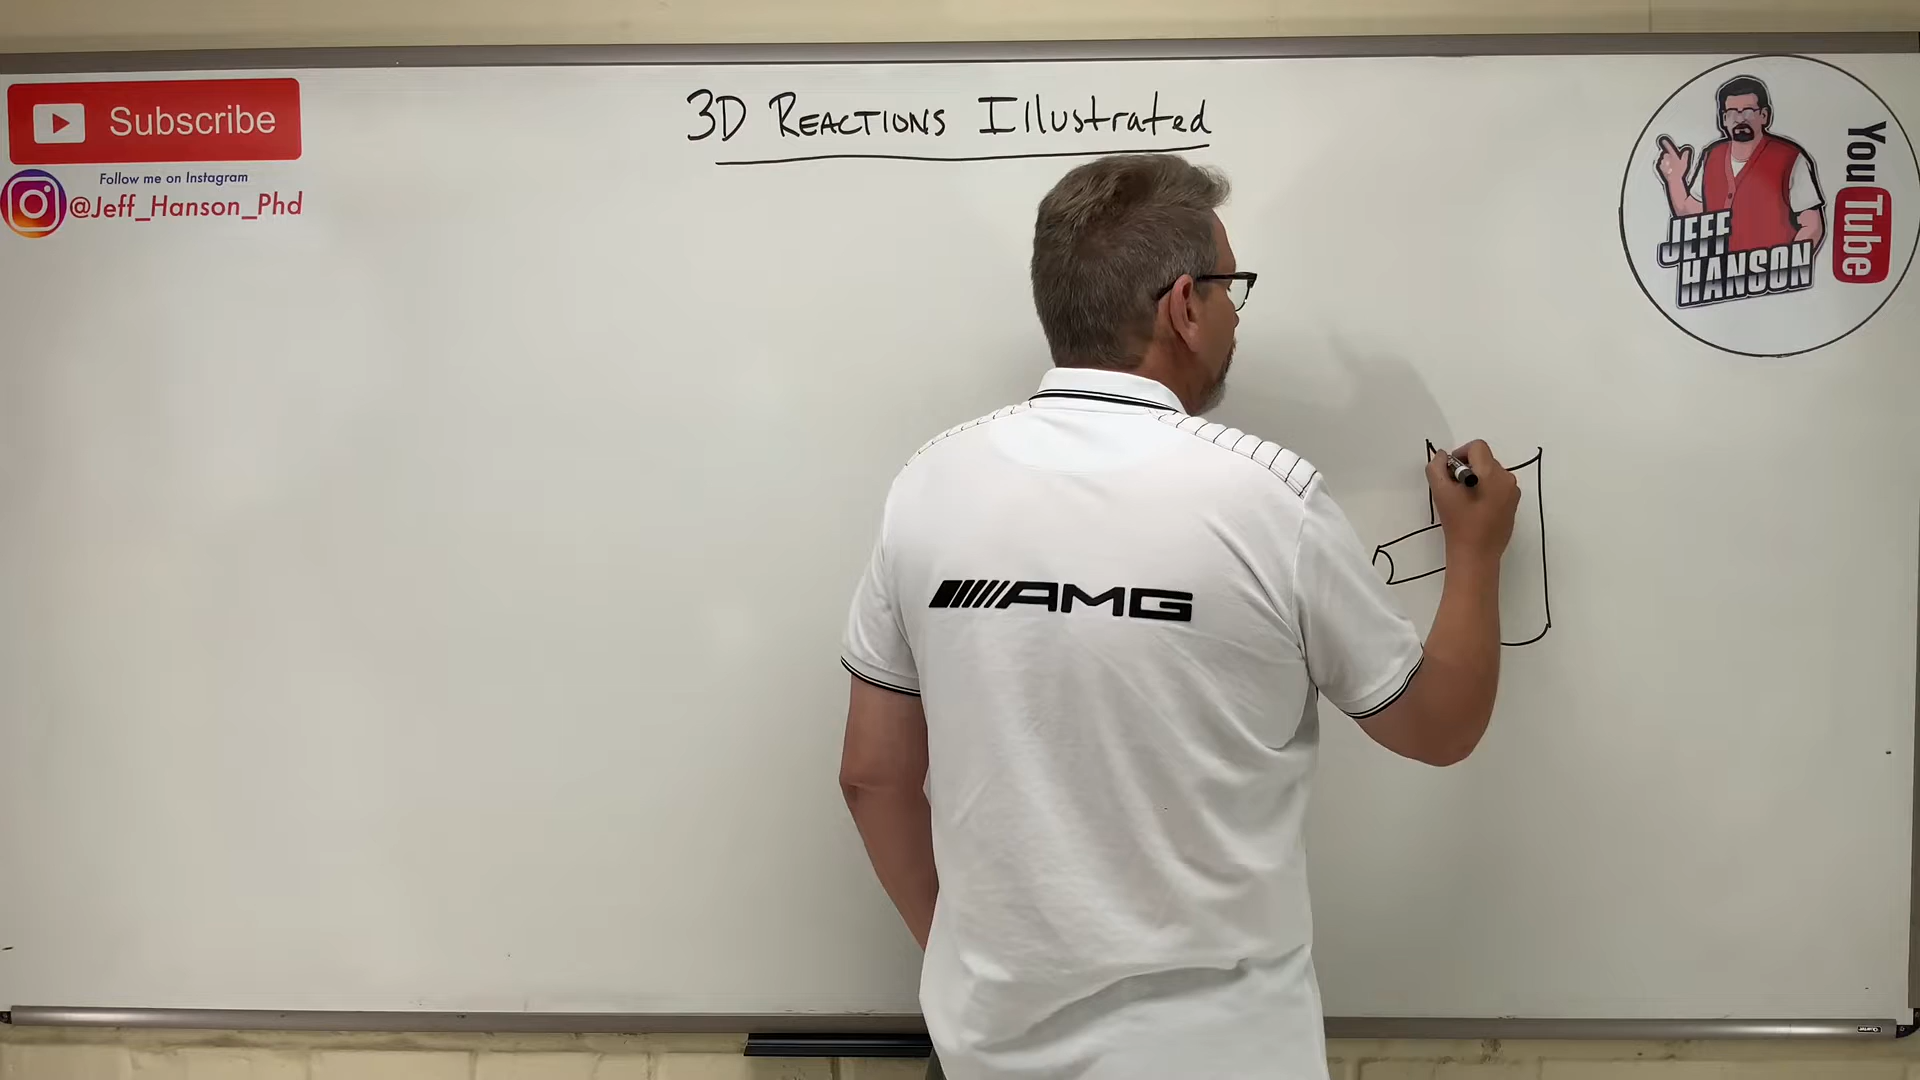 Subscribe
Follow me on Instagram
@Jeff_Hanson_Phd
3D REACTIONS Illustrated
JEFF
HANSON
YouTube
AMG